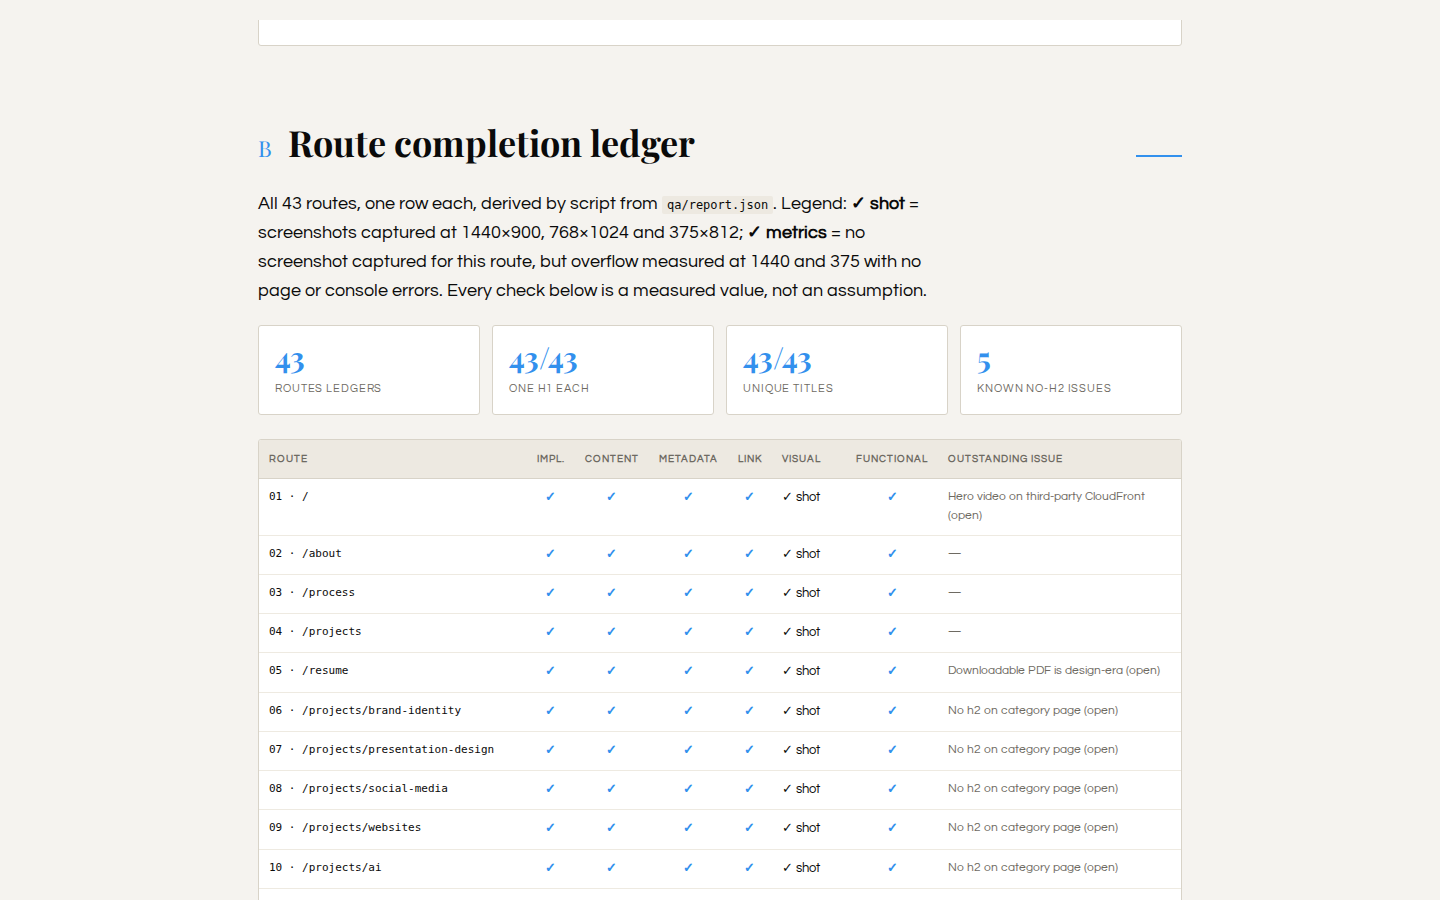 B Route completion ledger
All 43 routes, one row each, derived by script from qa/report.json. Legend: ✓ shot =
screenshots captured at 1440×900, 768×1024 and 375×812; ✓ metrics = no
screenshot captured for this route, but overflow measured at 1440 and 375 with no
page or console errors. Every check below is a measured value, not an assumption.
43 43/43 43/43 5
ROUTES LEDGERS ONE H1 EACH UNIQUE TITLES KNOWN NO-H2 ISSUES
ROUTE IMPL. CONTENT METADATA LINK VISUAL FUNCTIONAL OUTSTANDING ISSUE
01 · / ✓ ✓ ✓ ✓ ✓ shot ✓ Hero video on third-party CloudFront
(open)
02 · /about ✓ ✓ ✓ ✓ ✓ shot ✓ —
03 · /process ✓ ✓ ✓ ✓ ✓ shot ✓ —
04 · /projects ✓ ✓ ✓ ✓ ✓ shot ✓ —
05 · /resume ✓ ✓ ✓ ✓ ✓ shot ✓ Downloadable PDF is design-era (open)
06 · /projects/brand-identity ✓ ✓ ✓ ✓ ✓ shot ✓ No h2 on category page (open)
07 · /projects/presentation-design ✓ ✓ ✓ ✓ ✓ shot ✓ No h2 on category page (open)
08 · /projects/social-media ✓ ✓ ✓ ✓ ✓ shot ✓ No h2 on category page (open)
09 · /projects/websites ✓ ✓ ✓ ✓ ✓ shot ✓ No h2 on category page (open)
10 · /projects/ai ✓ ✓ ✓ ✓ ✓ shot ✓ No h2 on category page (open)